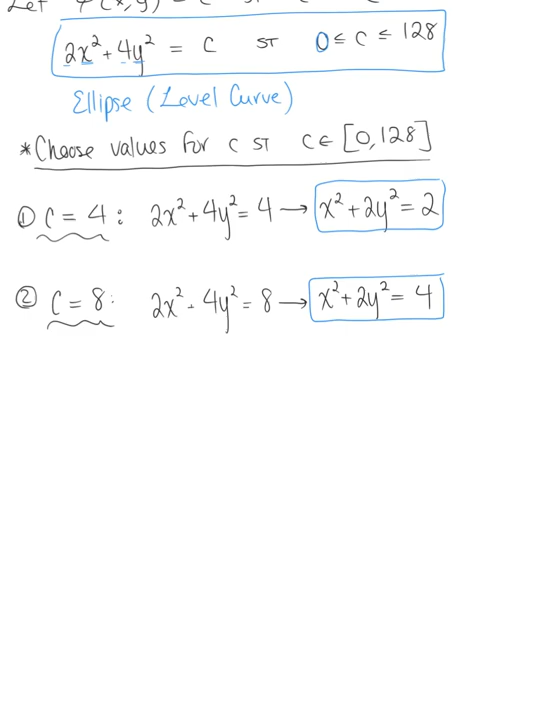 Let
2x² + 4y² = C ST 0 ≤ C ≤ 128
Ellipse (Level Curve)
*Choose values for C ST C ∈ [0,128]
① C = 4: 2x² + 4y² = 4 → x² + 2y² = 2
② C = 8: 2x² - 4y² = 8 → x² + 2y² = 4